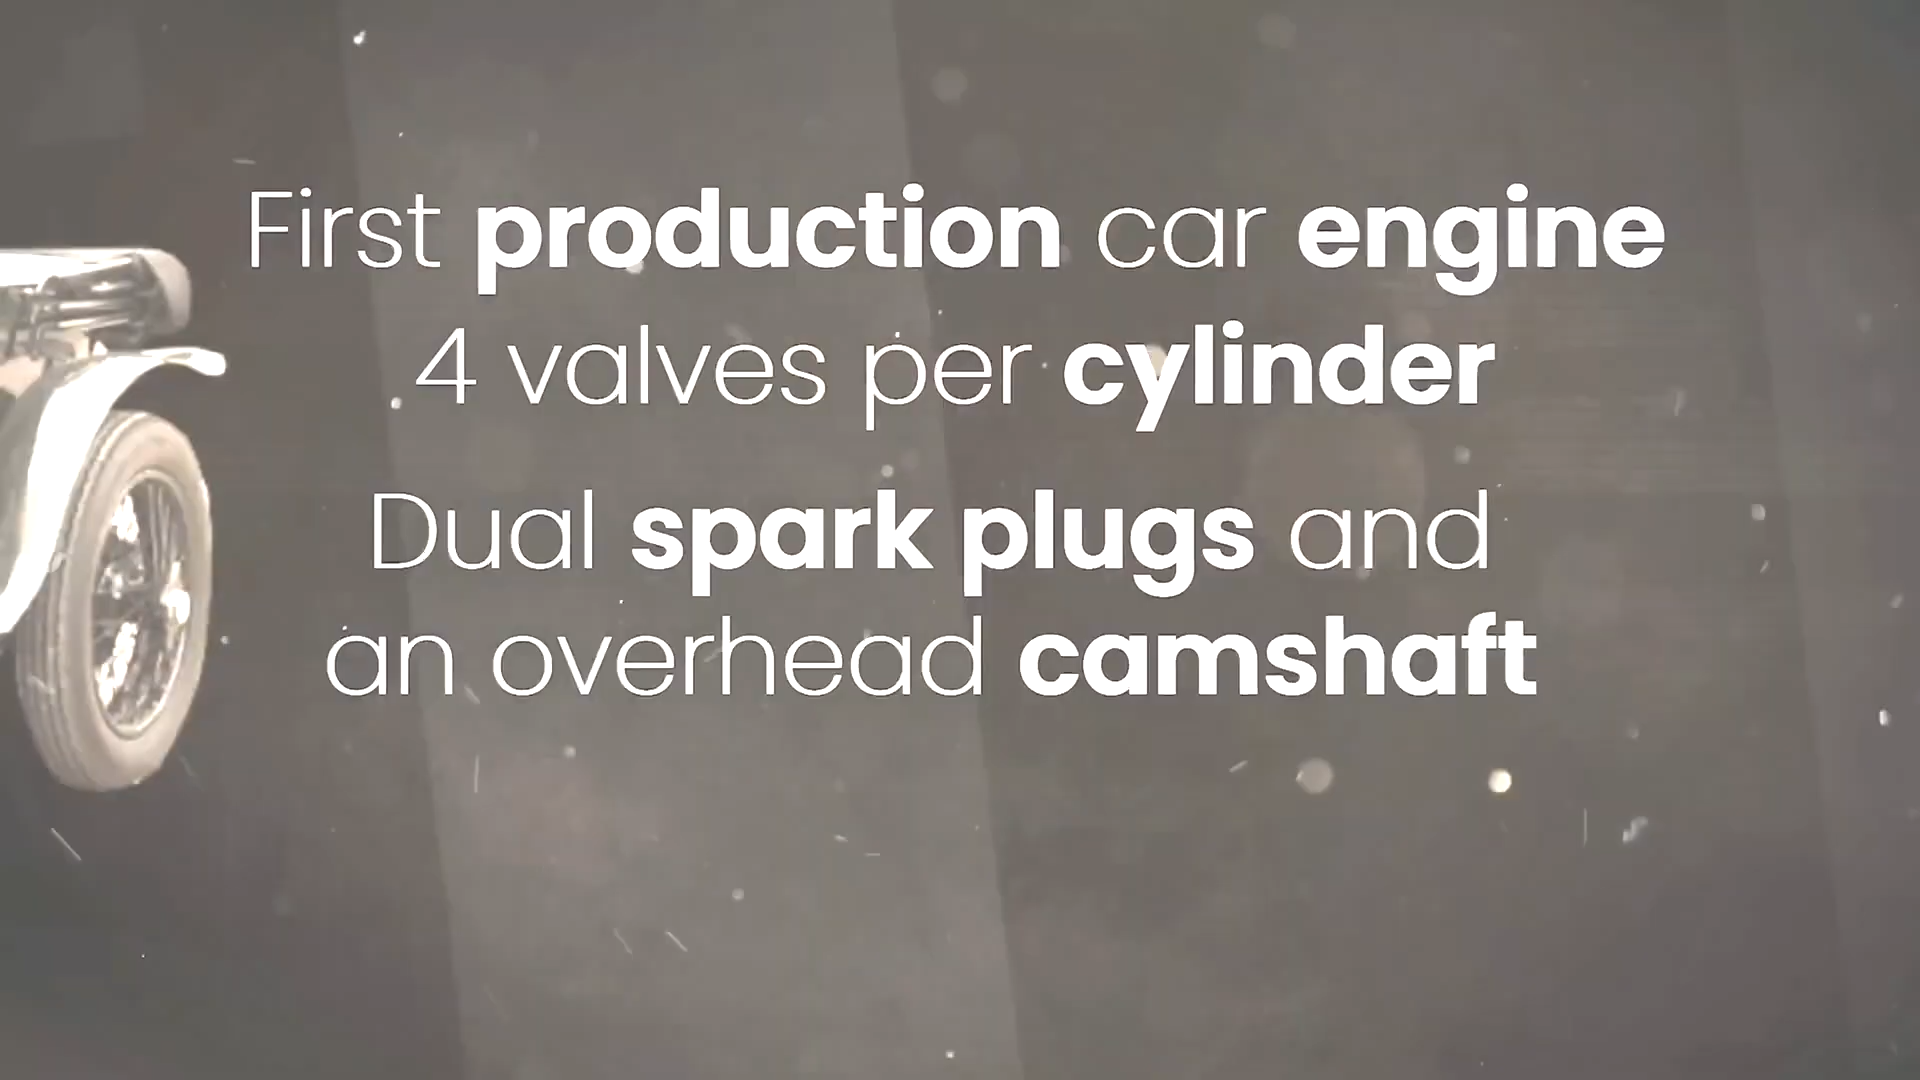 First production car engine
4 valves per cylinder
Dual spark plugs and
an overhead camshaft